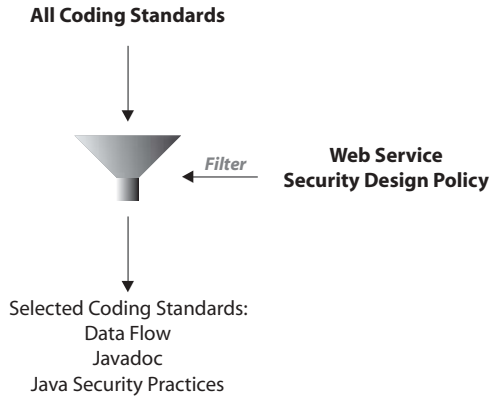 All Coding Standards
Filter
Web Service
Security Design Policy
Selected Coding Standards:
Data Flow
Javadoc
Java Security Practices